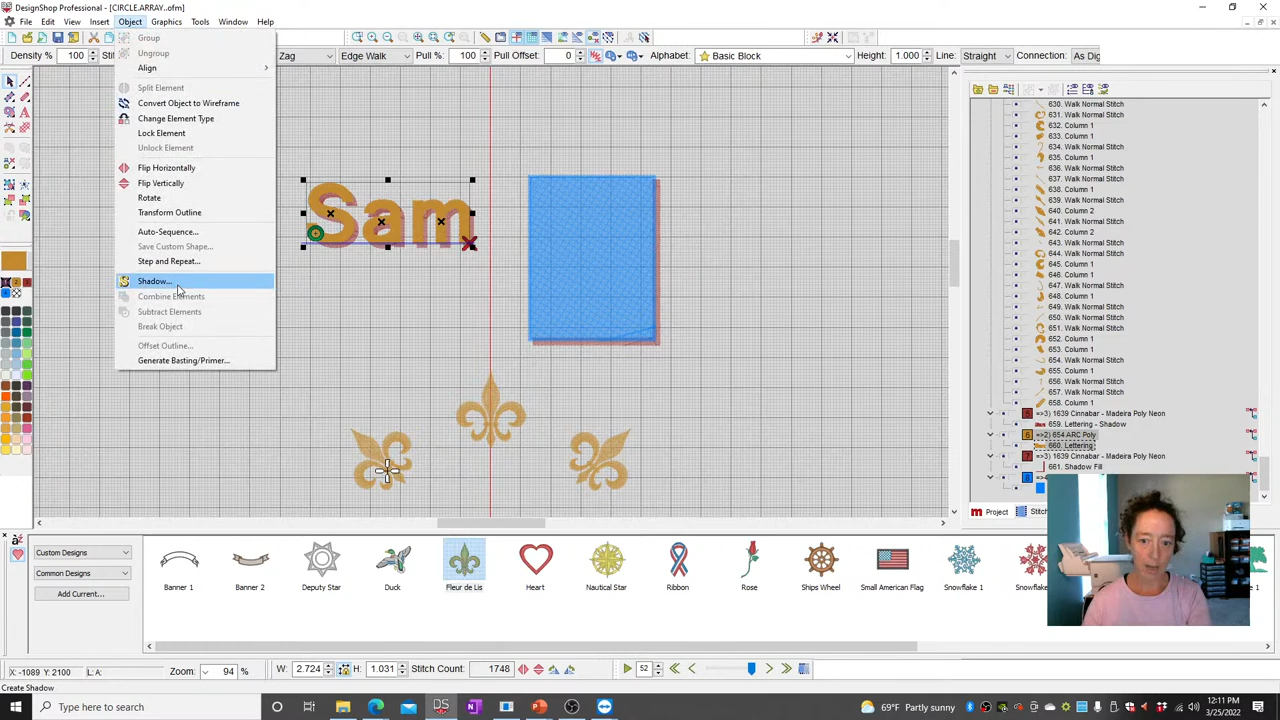 DesignShop Professional - [CIRCLE.ARRAY..ofm]
File Edit View Insert Object Graphics Tools Window Help
Density % 100 Zag Edge Walk Pull % 100 Pull Offset: 0 Alphabet: Basic Block Height: 1.000 Line: Straight Connection: As Dig
Group
Ungroup
Align
Split Element
Convert Object to Wireframe
Change Element Type
Lock Element
Unlock Element
Flip Horizontally
Flip Vertically
Rotate
Transform Outline
Auto-Sequence...
Save Custom Shape...
Step and Repeat...
Shadow...
Combine Elements
Subtract Elements
Break Object
Offset Outline...
Generate Basting/Primer...
Sam
630. Walk Normal Stitch
631. Walk Normal Stitch
632. Column 1
633. Column 1
634. Walk Normal Stitch
635. Column 1
636. Walk Normal Stitch
637. Column 1
638. Walk Normal Stitch
639. Column 1
640. Column 2
641. Walk Normal Stitch
642. Column 2
643. Walk Normal Stitch
644. Column 1
645. Column 1
646. Column 1
647. Walk Normal Stitch
648. Column 1
649. Walk Normal Stitch
650. Column 1
651. Walk Normal Stitch
652. Column 1
653. Column 1
654. Walk Normal Stitch
655. Column 1
656. Walk Normal Stitch
657. Walk Normal Stitch
658. Column 1
5 =>3) 1639 Cinnabar - Madeira Poly Neon
659. Lettering - Shadow
6 =>2) 654 ARC Poly
660. Lettering
7 =>3) 1639 Cinnabar - Madeira Poly Neon
661. Shadow Fill
8
Project Stitch
Custom Designs
Common Designs
Add Current...
Banner 1 Banner 2 Deputy Star Duck Fleur de Lis Heart Nautical Star Ribbon Rose Ships Wheel Small American Flag Snowflake 1
X: -1089 Y: 2100 L: A: Zoom: 94 % W: 2.724 H: 1.031 Stitch Count: 1748 52
Create Shadow
Type here to search
DS
69°F Partly sunny
12:11 PM
3/25/2022